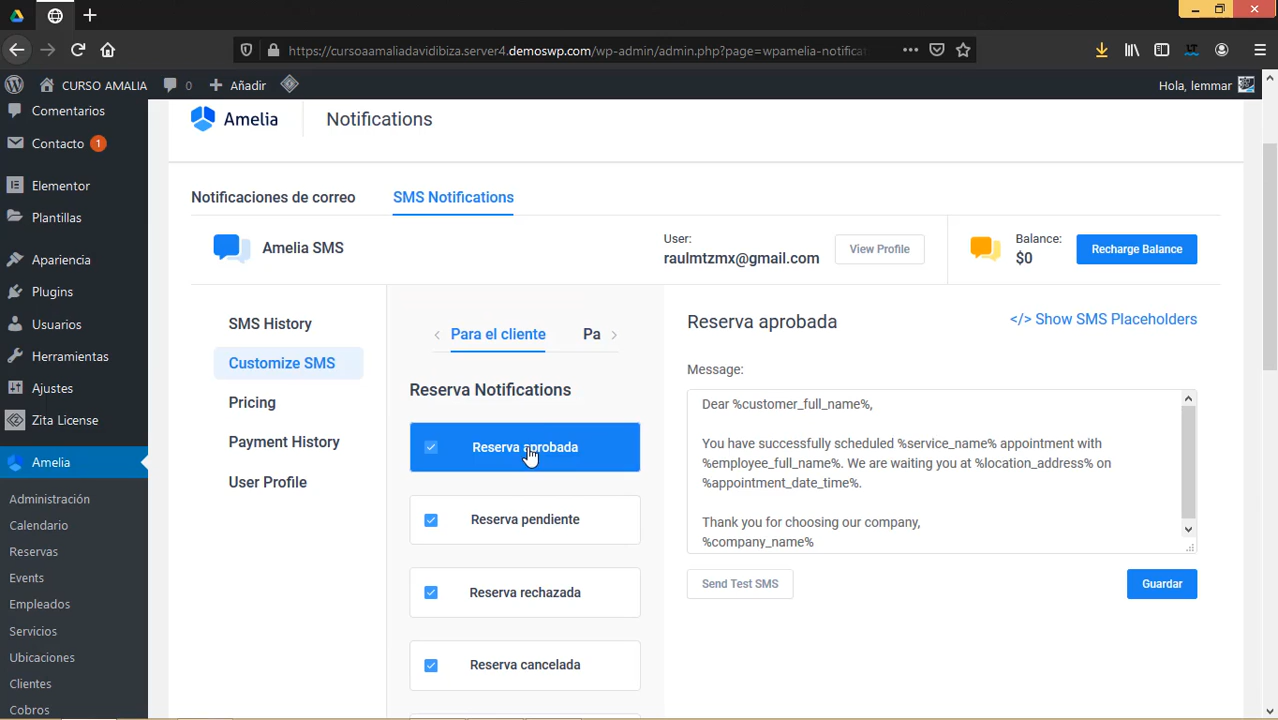 https://cursoaamaliadavidibiza.server4.demoswp.com/wp-admin/admin.php?page=wpamelia-notificat
CURSO AMALIA
0
Añadir
Hola, lemmar
Comentarios
Contacto 1
Elementor
Plantillas
Apariencia
Plugins
Usuarios
Herramientas
Ajustes
Zita License
Amelia
Administración
Calendario
Reservas
Events
Empleados
Servicios
Ubicaciones
Clientes
Cobros
Amelia
Notifications
Notificaciones de correo
SMS Notifications
Amelia SMS
User:
raulmtzmx@gmail.com
View Profile
Balance:
$0
Recharge Balance
SMS History
Customize SMS
Pricing
Payment History
User Profile
Para el cliente
Pa
Reserva Notifications
Reserva aprobada
Reserva pendiente
Reserva rechazada
Reserva cancelada
Reserva aprobada
</> Show SMS Placeholders
Message:
Dear %customer_full_name%,
You have successfully scheduled %service_name% appointment with
%employee_full_name%. We are waiting you at %location_address% on
%appointment_date_time%.
Thank you for choosing our company,
%company_name%
Send Test SMS
Guardar